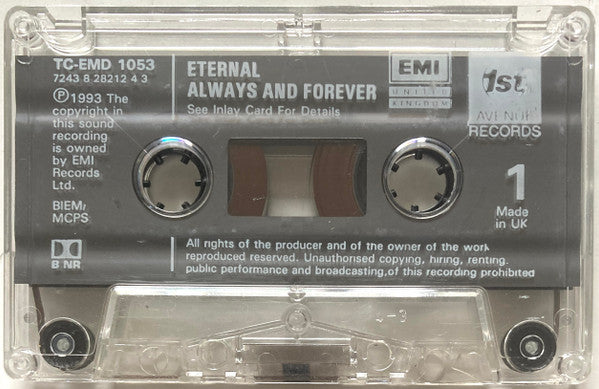 TC-EMD 1053
7243 8 28212 4 3
ETERNAL
ALWAYS AND FOREVER
See Inlay Card For Details
EMI
UNITED
KINGDOM
1st
AVENUE
RECORDS
℗1993 The
copyright in
this sound
recording
is owned
by EMI
Records
Ltd.
BIEM/
MCPS
B NR
1
Made
in UK
All rights of the producer and of the owner of the work
reproduced reserved. Unauthorised copying, hiring, renting,
public performance and broadcasting,of this recording prohibited